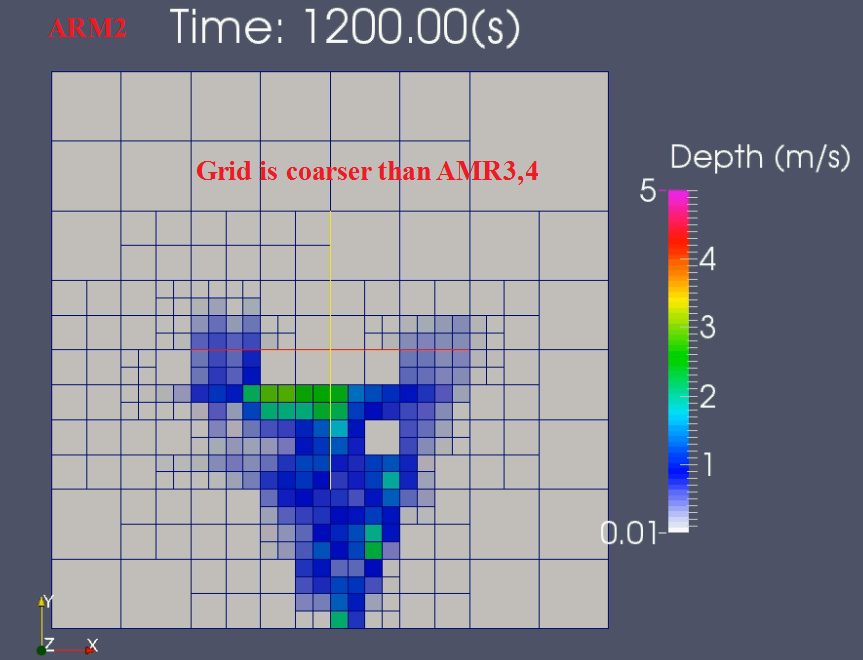 ARM2 Time: 1200.00(s)
Grid is coarser than AMR3,4
Depth (m/s)
5
4
3
2
1
0.01
Y
Z X